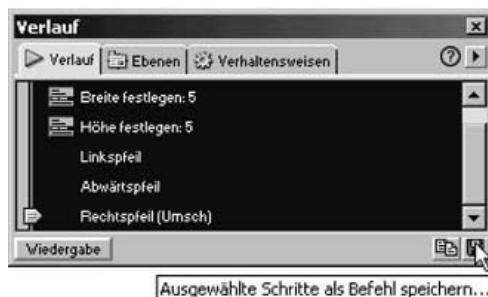 Verlauf
Verlauf Ebenen Verhaltensweisen
Breite festlegen: 5
Höhe festlegen: 5
Linkspfeil
Abwärtspfeil
Rechtspfeil (Umsch)
Wiedergabe
Ausgewählte Schritte als Befehl speichern...